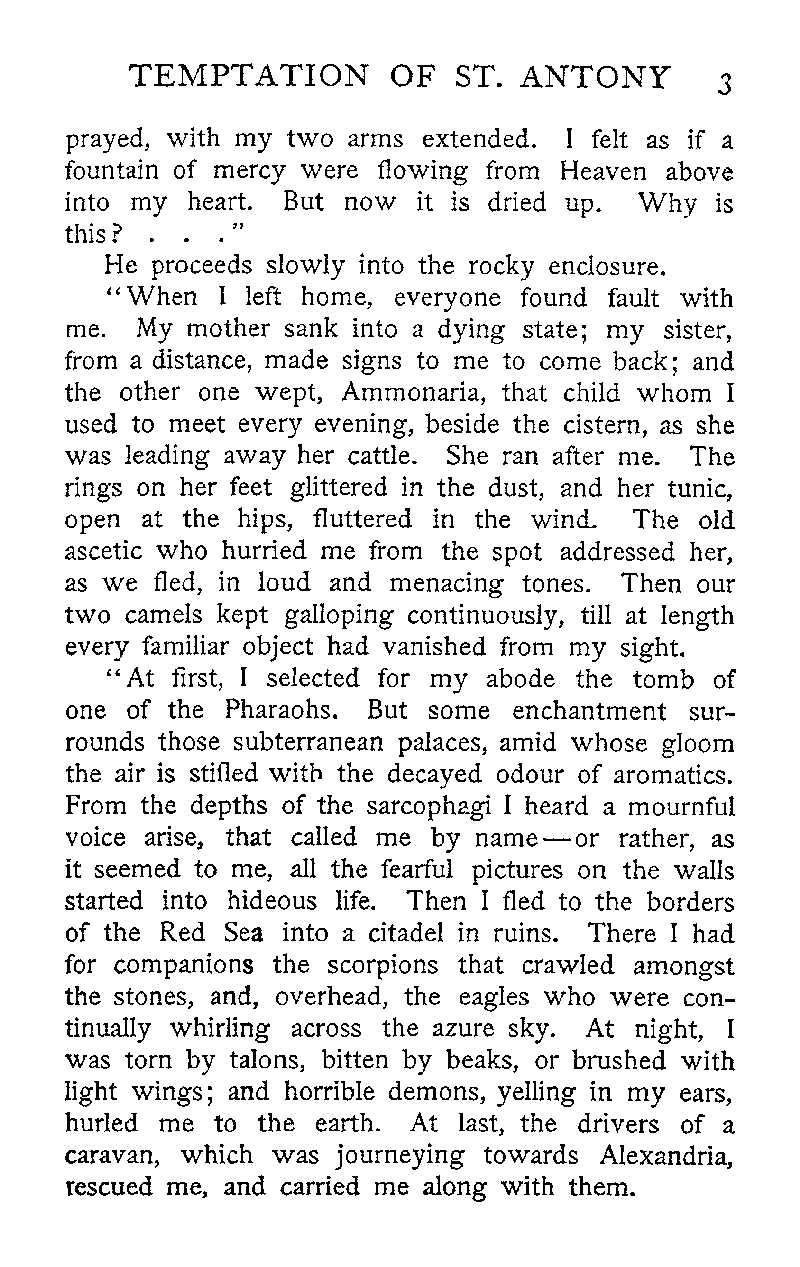 TEMPTATION OF ST. ANTONY 3
prayed, with my two arms extended. I felt as if a
fountain of mercy were flowing from Heaven above
into my heart. But now it is dried up. Why is
this? . . ."
He proceeds slowly into the rocky enclosure.
"When I left home, everyone found fault with
me. My mother sank into a dying state; my sister,
from a distance, made signs to me to come back; and
the other one wept, Ammonaria, that child whom I
used to meet every evening, beside the cistern, as she
was leading away her cattle. She ran after me. The
rings on her feet glittered in the dust, and her tunic,
open at the hips, fluttered in the wind. The old
ascetic who hurried me from the spot addressed her,
as we fled, in loud and menacing tones. Then our
two camels kept galloping continuously, till at length
every familiar object had vanished from my sight.
"At first, I selected for my abode the tomb of
one of the Pharaohs. But some enchantment sur-
rounds those subterranean palaces, amid whose gloom
the air is stifled with the decayed odour of aromatics.
From the depths of the sarcophagi I heard a mournful
voice arise, that called me by name—or rather, as
it seemed to me, all the fearful pictures on the walls
started into hideous life. Then I fled to the borders
of the Red Sea into a citadel in ruins. There I had
for companions the scorpions that crawled amongst
the stones, and, overhead, the eagles who were con-
tinually whirling across the azure sky. At night, I
was torn by talons, bitten by beaks, or brushed with
light wings; and horrible demons, yelling in my ears,
hurled me to the earth. At last, the drivers of a
caravan, which was journeying towards Alexandria,
rescued me, and carried me along with them.